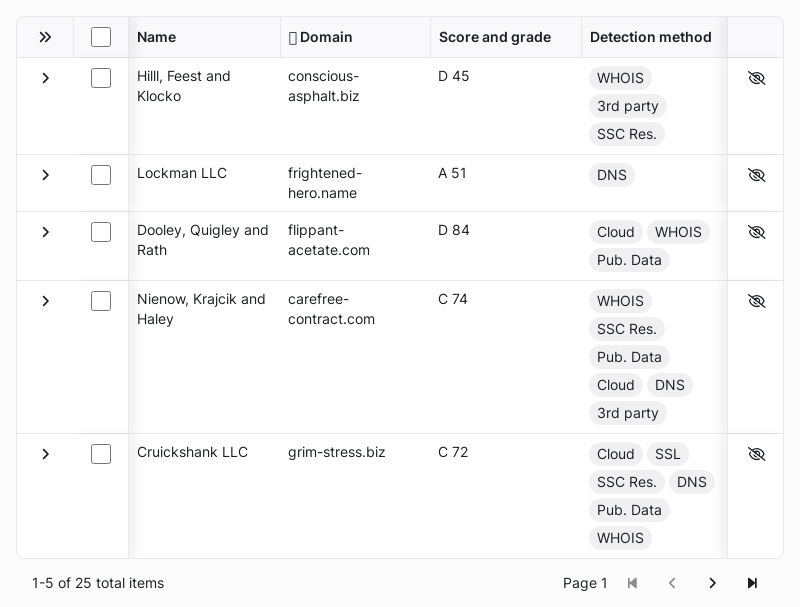 Name Domain Score and grade Detection method
Hilll, Feest and conscious- D 45 WHOIS
Klocko asphalt.biz 3rd party
SSC Res.
Lockman LLC frightened- A 51 DNS
hero.name
Dooley, Quigley and flippant- D 84 Cloud WHOIS
Rath acetate.com Pub. Data
Nienow, Krajcik and carefree- C 74 WHOIS
Haley contract.com SSC Res.
Pub. Data
Cloud DNS
3rd party
Cruickshank LLC grim-stress.biz C 72 Cloud SSL
SSC Res. DNS
Pub. Data
WHOIS
1-5 of 25 total items Page 1